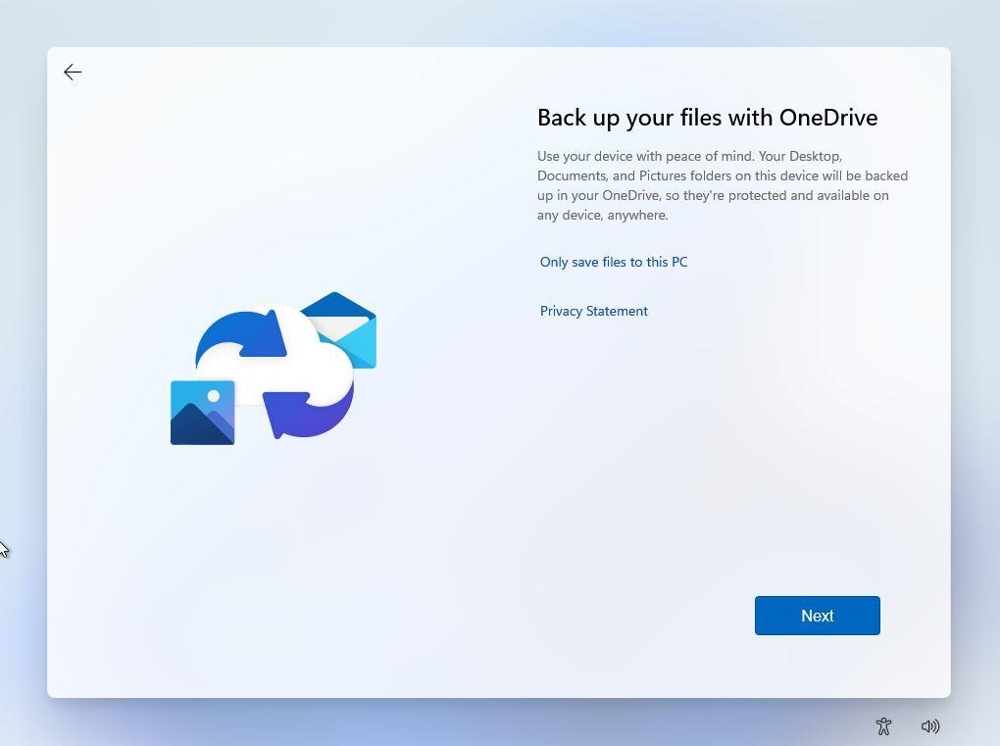 Back up your files with OneDrive
Use your device with peace of mind. Your Desktop,
Documents, and Pictures folders on this device will be backed
up in your OneDrive, so they're protected and available on
any device, anywhere.
Only save files to this PC
Privacy Statement
Next